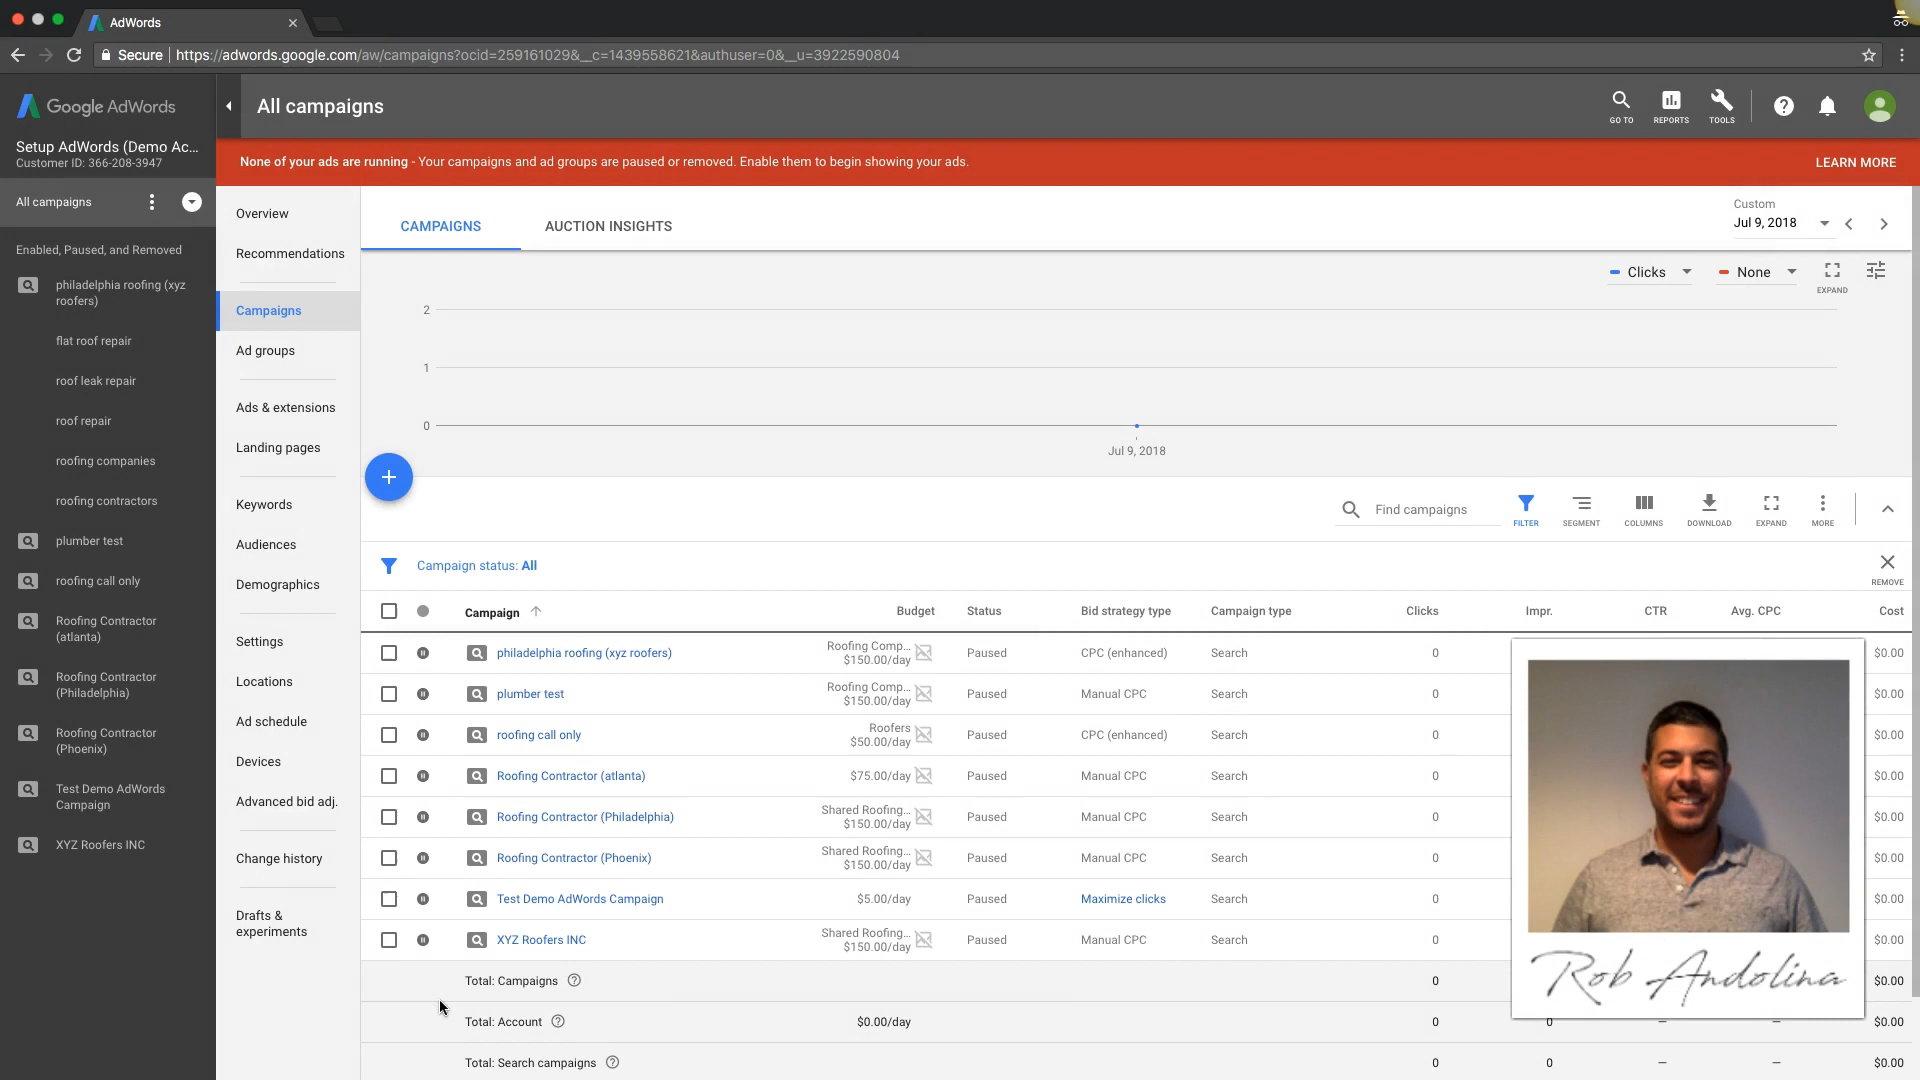 AdWords
Secure | https://adwords.google.com/aw/campaigns?ocid=259161029&__c=1439558621&authuser=0&__u=3922590804
Google AdWords
All campaigns
GO TO
REPORTS
TOOLS
Setup AdWords (Demo Ac...
Customer ID: 366-208-3947
None of your ads are running - Your campaigns and ad groups are paused or removed. Enable them to begin showing your ads.
LEARN MORE
All campaigns
Enabled, Paused, and Removed
philadelphia roofing (xyz
roofers)
flat roof repair
roof leak repair
roof repair
roofing companies
roofing contractors
plumber test
roofing call only
Roofing Contractor
(atlanta)
Roofing Contractor
(Philadelphia)
Roofing Contractor
(Phoenix)
Test Demo AdWords
Campaign
XYZ Roofers INC
Overview
Recommendations
Campaigns
Ad groups
Ads & extensions
Landing pages
Keywords
Audiences
Demographics
Settings
Locations
Ad schedule
Devices
Advanced bid adj.
Change history
Drafts &
experiments
CAMPAIGNS
AUCTION INSIGHTS
Custom
Jul 9, 2018
Clicks
None
EXPAND
2
1
0
Jul 9, 2018
Find campaigns
FILTER
SEGMENT
COLUMNS
DOWNLOAD
EXPAND
MORE
Campaign status: All
REMOVE
Campaign Budget Status Bid strategy type Campaign type Clicks Impr. CTR Avg. CPC Cost
philadelphia roofing (xyz roofers) Roofing Comp... $150.00/day Paused CPC (enhanced) Search 0 $0.00
plumber test Roofing Comp... $150.00/day Paused Manual CPC Search 0 $0.00
roofing call only Roofers $50.00/day Paused CPC (enhanced) Search 0 $0.00
Roofing Contractor (atlanta) $75.00/day Paused Manual CPC Search 0 $0.00
Roofing Contractor (Philadelphia) Shared Roofing... $150.00/day Paused Manual CPC Search 0 $0.00
Roofing Contractor (Phoenix) Shared Roofing... $150.00/day Paused Manual CPC Search 0 $0.00
Test Demo AdWords Campaign $5.00/day Paused Maximize clicks Search 0 $0.00
XYZ Roofers INC Shared Roofing... $150.00/day Paused Manual CPC Search 0 $0.00
Total: Campaigns 0 $0.00
Total: Account $0.00/day 0 0 – – $0.00
Total: Search campaigns 0 0 – – $0.00
Rob Andolina